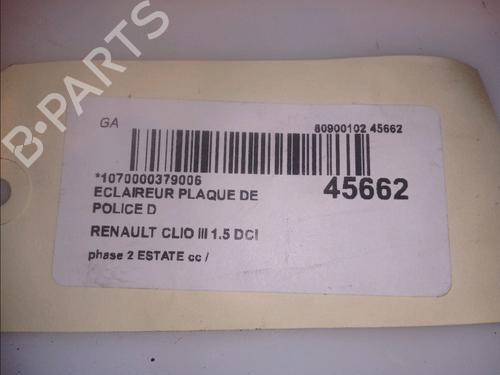 B-PARTS
GA
80900102 45662
*1070000379006
45662
ECLAIREUR PLAQUE DE
POLICE D
RENAULT CLIO III 1.5 DCI
phase 2 ESTATE cc /